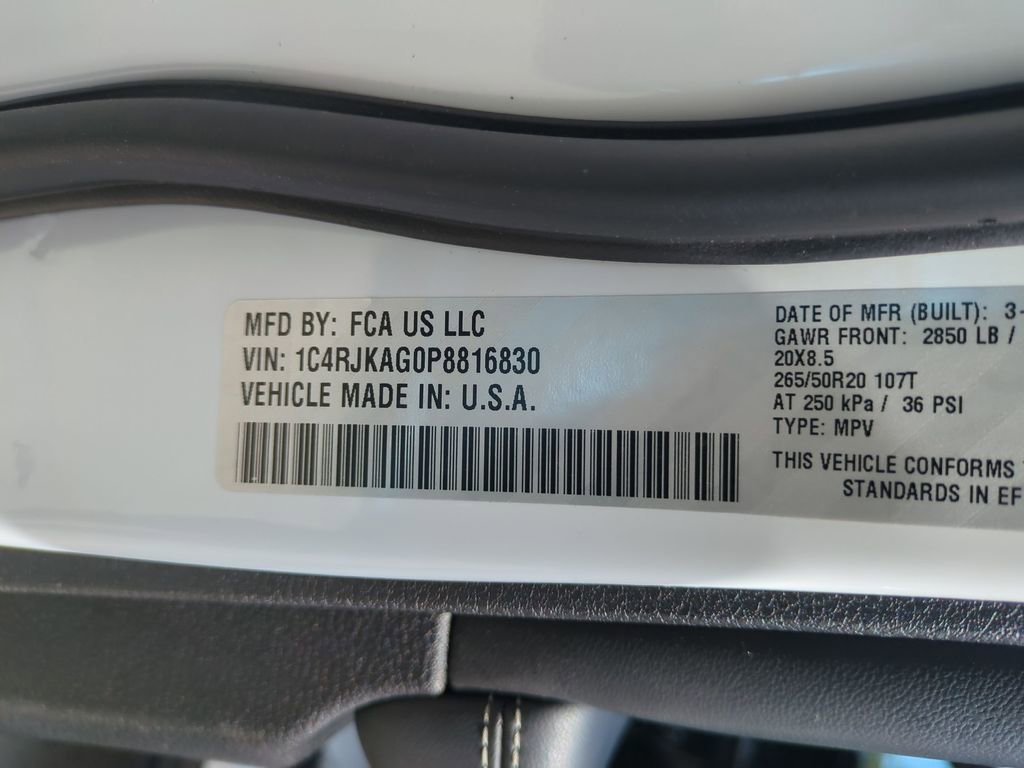 MFD BY: FCA US LLC
VIN: 1C4RJKAG0P8816830
VEHICLE MADE IN: U.S.A.
DATE OF MFR (BUILT): 3-
GAWR FRONT: 2850 LB /
20X8.5
265/50R20 107T
AT 250 kPa / 36 PSI
TYPE: MPV
THIS VEHICLE CONFORMS
STANDARDS IN EF